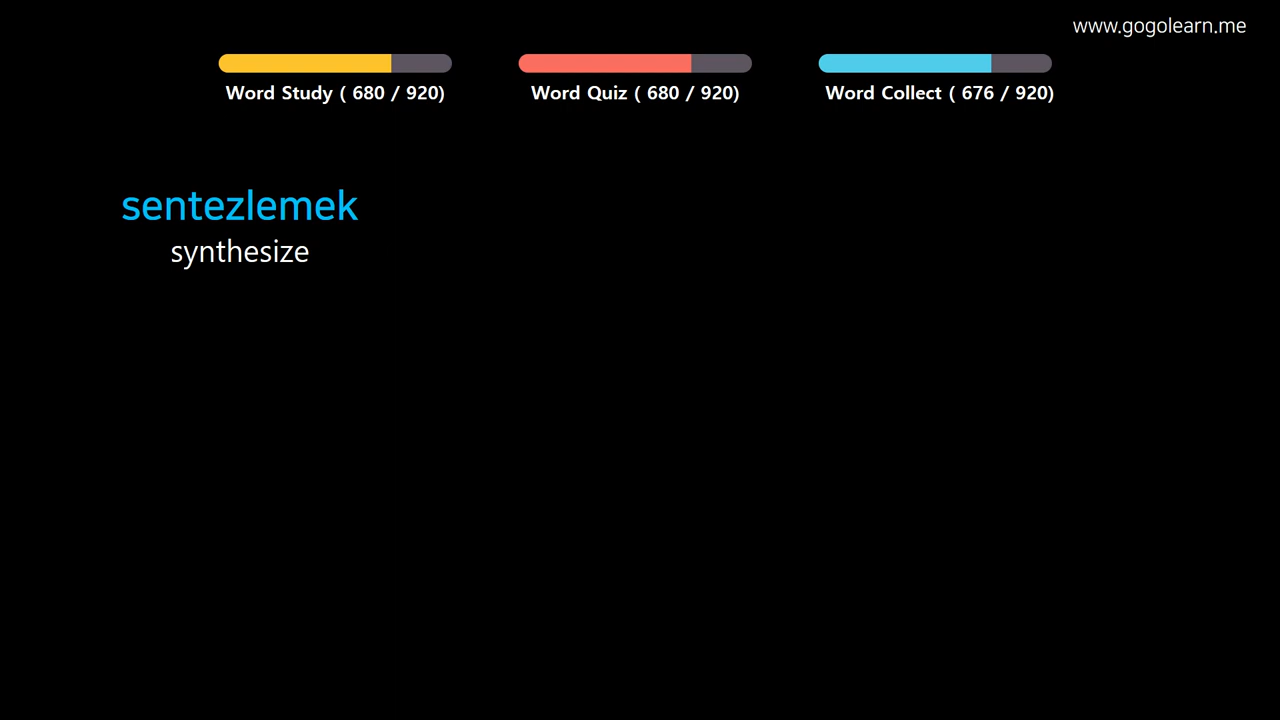 www.gogolearn.me
Word Study ( 680 / 920)
Word Quiz ( 680 / 920)
Word Collect ( 676 / 920)
sentezlemek
synthesize